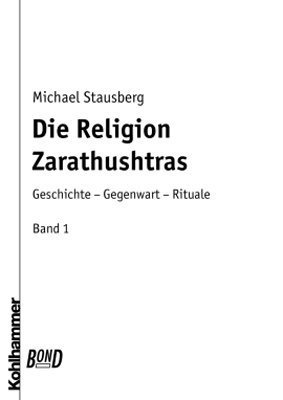 Michael Stausberg
Die Religion
Zarathushtras
Geschichte – Gegenwart – Rituale
Band 1
Kohlhammer
BOND